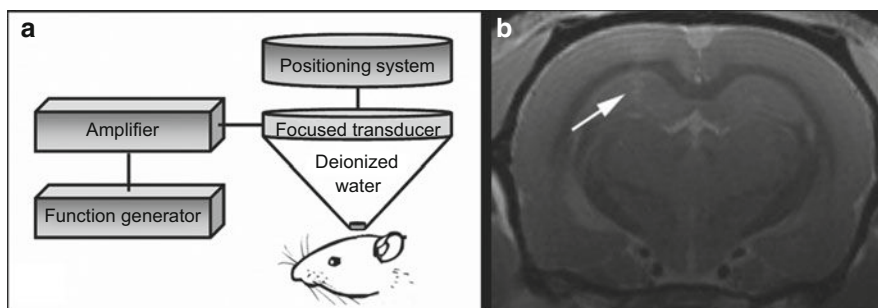 a
Positioning system
Amplifier
Focused transducer
Deionized
water
Function generator
b